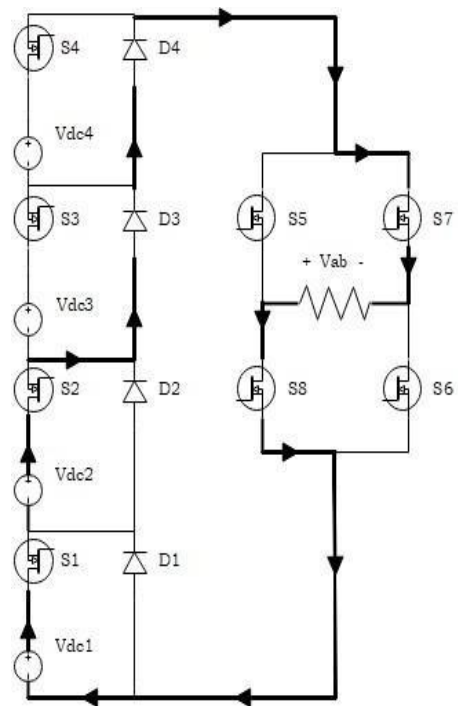 S4
D4
Vdc4
S3
D3
S5
S7
+ Vab -
Vdc3
S2
D2
S8
S6
Vdc2
S1
D1
Vdc1